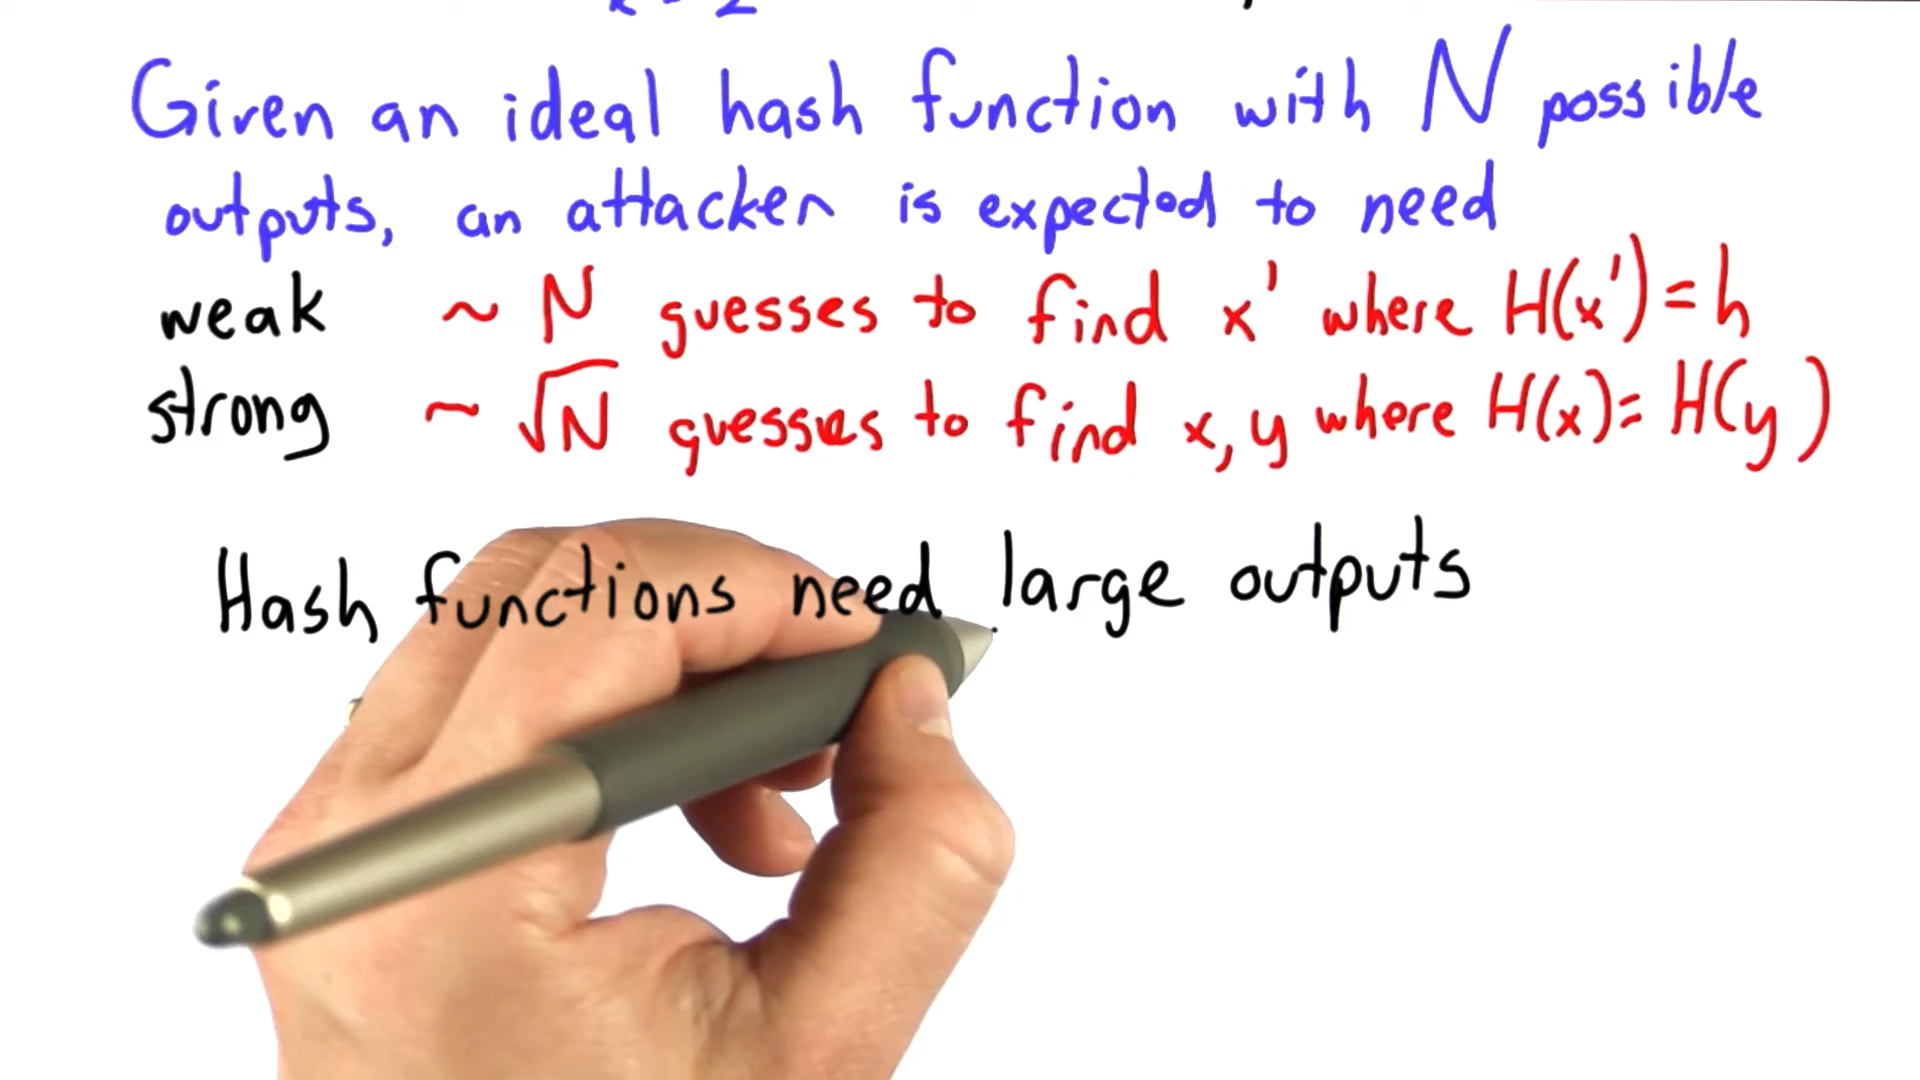 Given an ideal hash function with N possible
outputs, an attacker is expected to need
weak ~ N guesses to find x' where H(x') = h
strong ~ √N guesses to find x, y where H(x) = H(y)
Hash functions need large outputs